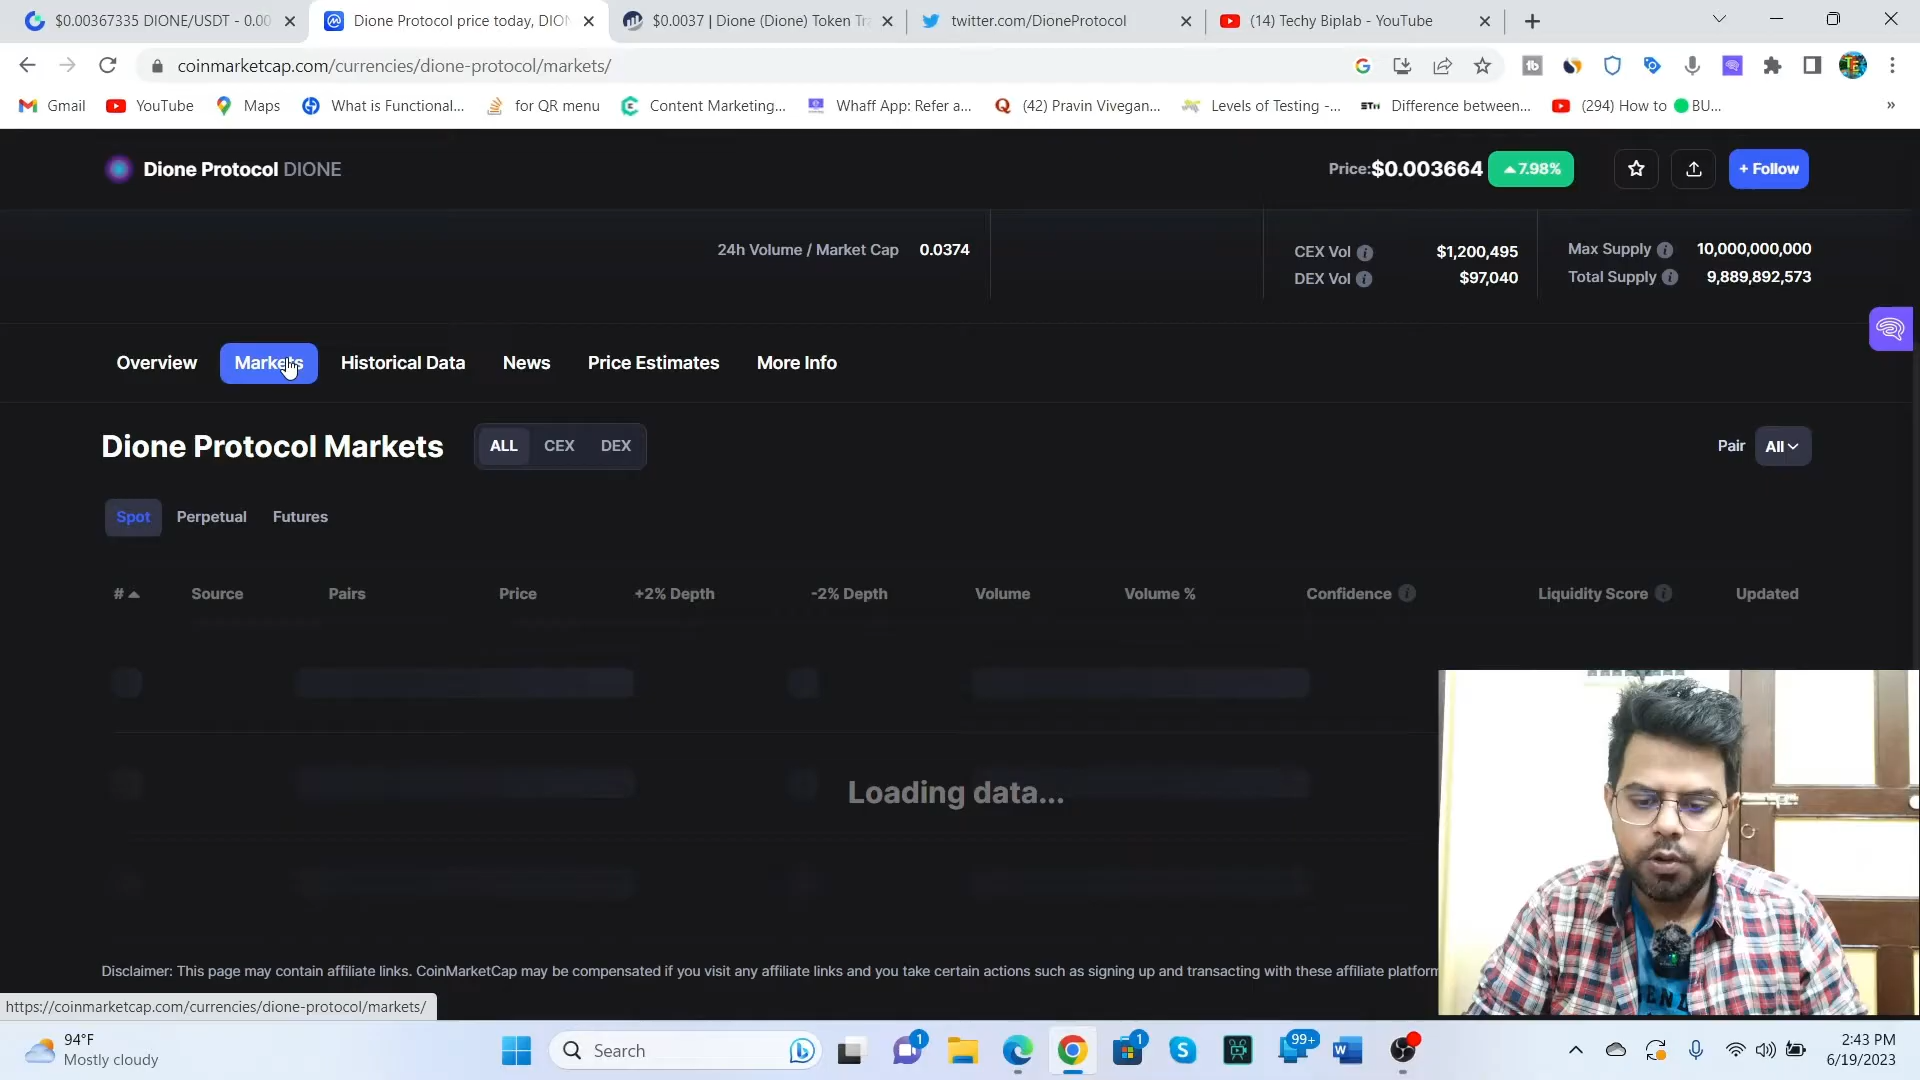 $0.00367335 DIONE/USDT - 0.00
Dione Protocol price today, DION
$0.0037 | Dione (Dione) Token Tra
twitter.com/DioneProtocol
(14) Techy Biplab - YouTube
coinmarketcap.com/currencies/dione-protocol/markets/
Gmail
YouTube
Maps
What is Functional...
for QR menu
Content Marketing...
Whaff App: Refer a...
(42) Pravin Vivegan...
Levels of Testing -...
Difference between...
(294) How to BU...
»
Dione Protocol DIONE
Price:$0.003664 7.98%
+ Follow
24h Volume / Market Cap 0.0374
CEX Vol $1,200,495
DEX Vol $97,040
Max Supply 10,000,000,000
Total Supply 9,889,892,573
Overview Markets Historical Data News Price Estimates More Info
Dione Protocol Markets
ALL CEX DEX
Pair All
Spot Perpetual Futures
# Source Pairs Price +2% Depth -2% Depth Volume Volume % Confidence Liquidity Score Updated
Loading data...
Disclaimer: This page may contain affiliate links. CoinMarketCap may be compensated if you visit any affiliate links and you take certain actions such as signing up and transacting with these affiliate platform
https://coinmarketcap.com/currencies/dione-protocol/markets/
94°F
Mostly cloudy
Search
1
1
99+
2:43 PM
6/19/2023